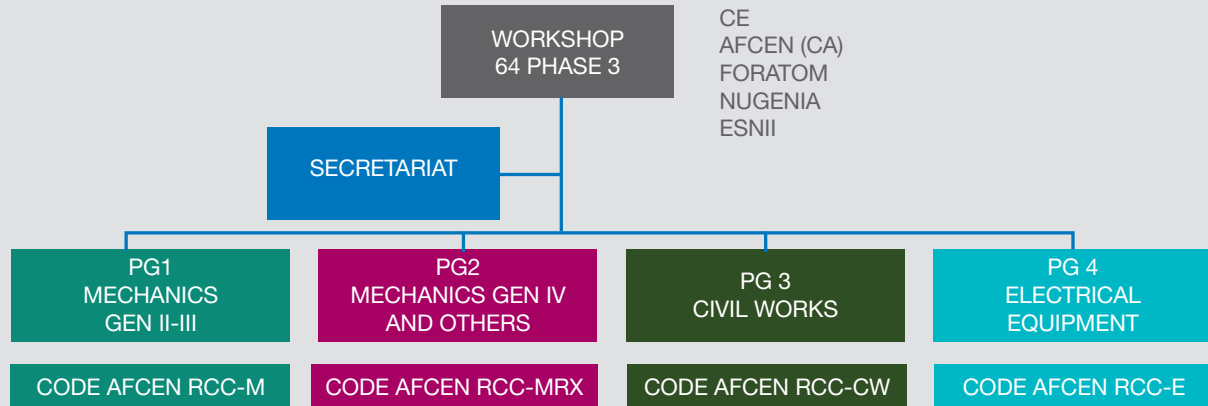 WORKSHOP
64 PHASE 3
CE
AFCEN (CA)
FORATOM
NUGENIA
ESNII
SECRETARIAT
PG1
MECHANICS
GEN II-III
PG2
MECHANICS GEN IV
AND OTHERS
PG 3
CIVIL WORKS
PG 4
ELECTRICAL
EQUIPMENT
CODE AFCEN RCC-M
CODE AFCEN RCC-MRX
CODE AFCEN RCC-CW
CODE AFCEN RCC-E